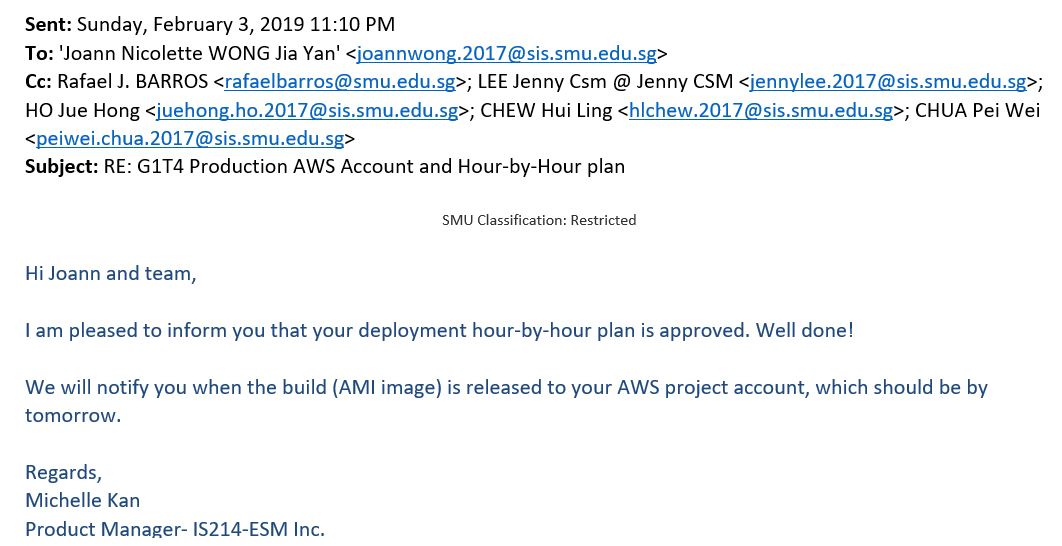 Sent: Sunday, February 3, 2019 11:10 PM
To: 'Joann Nicolette WONG Jia Yan' <joannwong.2017@sis.smu.edu.sg>
Cc: Rafael J. BARROS <rafaelbarros@smu.edu.sg>; LEE Jenny Csm @ Jenny CSM <jennylee.2017@sis.smu.edu.sg>;
HO Jue Hong <juehong.ho.2017@sis.smu.edu.sg>; CHEW Hui Ling <hlchew.2017@sis.smu.edu.sg>; CHUA Pei Wei
<peiwei.chua.2017@sis.smu.edu.sg>
Subject: RE: G1T4 Production AWS Account and Hour-by-Hour plan
SMU Classification: Restricted
Hi Joann and team,
I am pleased to inform you that your deployment hour-by-hour plan is approved. Well done!
We will notify you when the build (AMI image) is released to your AWS project account, which should be by
tomorrow.
Regards,
Michelle Kan
Product Manager- IS214-ESM Inc.